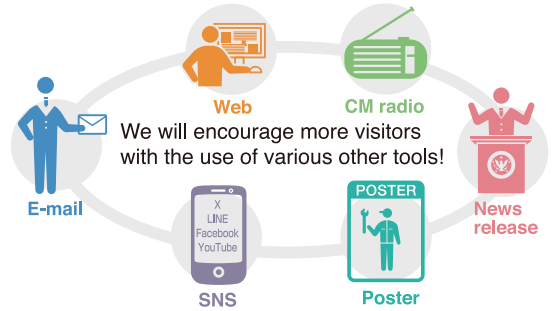 Web
CM radio
We will encourage more visitors
with the use of various other tools!
E-mail
News
release
X
LINE
Facebook
YouTube
SNS
POSTER
Poster